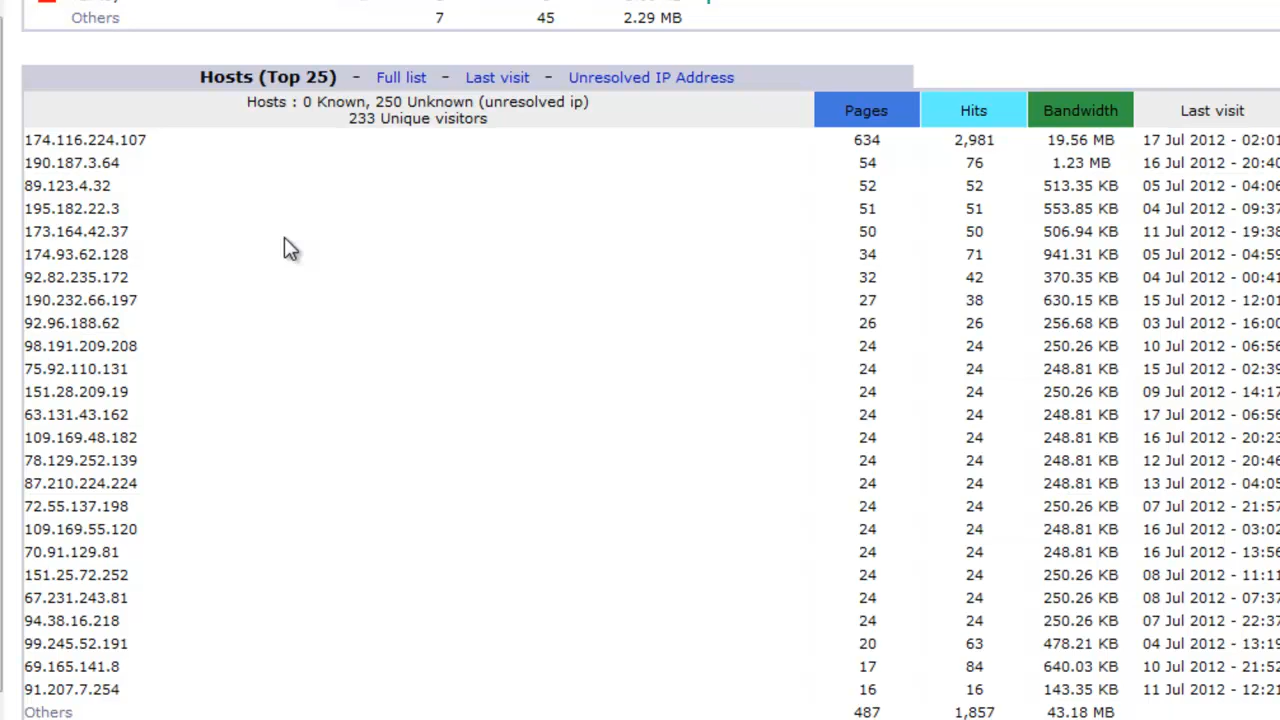 Others 7 45 2.29 MB
Hosts (Top 25) - Full list - Last visit - Unresolved IP Address
Hosts : 0 Known, 250 Unknown (unresolved ip)
233 Unique visitors
Pages Hits Bandwidth Last visit
174.116.224.107 634 2,981 19.56 MB 17 Jul 2012 - 02:01
190.187.3.64 54 76 1.23 MB 16 Jul 2012 - 20:40
89.123.4.32 52 52 513.35 KB 05 Jul 2012 - 04:06
195.182.22.3 51 51 553.85 KB 04 Jul 2012 - 09:37
173.164.42.37 50 50 506.94 KB 11 Jul 2012 - 19:38
174.93.62.128 34 71 941.31 KB 05 Jul 2012 - 04:59
92.82.235.172 32 42 370.35 KB 04 Jul 2012 - 00:41
190.232.66.197 27 38 630.15 KB 15 Jul 2012 - 12:01
92.96.188.62 26 26 256.68 KB 03 Jul 2012 - 16:00
98.191.209.208 24 24 250.26 KB 10 Jul 2012 - 06:56
75.92.110.131 24 24 248.81 KB 15 Jul 2012 - 02:39
151.28.209.19 24 24 250.26 KB 09 Jul 2012 - 14:17
63.131.43.162 24 24 248.81 KB 17 Jul 2012 - 06:56
109.169.48.182 24 24 248.81 KB 16 Jul 2012 - 20:23
78.129.252.139 24 24 248.81 KB 12 Jul 2012 - 20:46
87.210.224.224 24 24 248.81 KB 13 Jul 2012 - 04:05
72.55.137.198 24 24 250.26 KB 07 Jul 2012 - 21:57
109.169.55.120 24 24 248.81 KB 16 Jul 2012 - 03:02
70.91.129.81 24 24 248.81 KB 16 Jul 2012 - 13:56
151.25.72.252 24 24 250.26 KB 08 Jul 2012 - 11:11
67.231.243.81 24 24 250.26 KB 08 Jul 2012 - 07:37
94.38.16.218 24 24 250.26 KB 07 Jul 2012 - 22:37
99.245.52.191 20 63 478.21 KB 04 Jul 2012 - 13:19
69.165.141.8 17 84 640.03 KB 10 Jul 2012 - 21:52
91.207.7.254 16 16 143.35 KB 11 Jul 2012 - 12:21
Others 487 1,857 43.18 MB